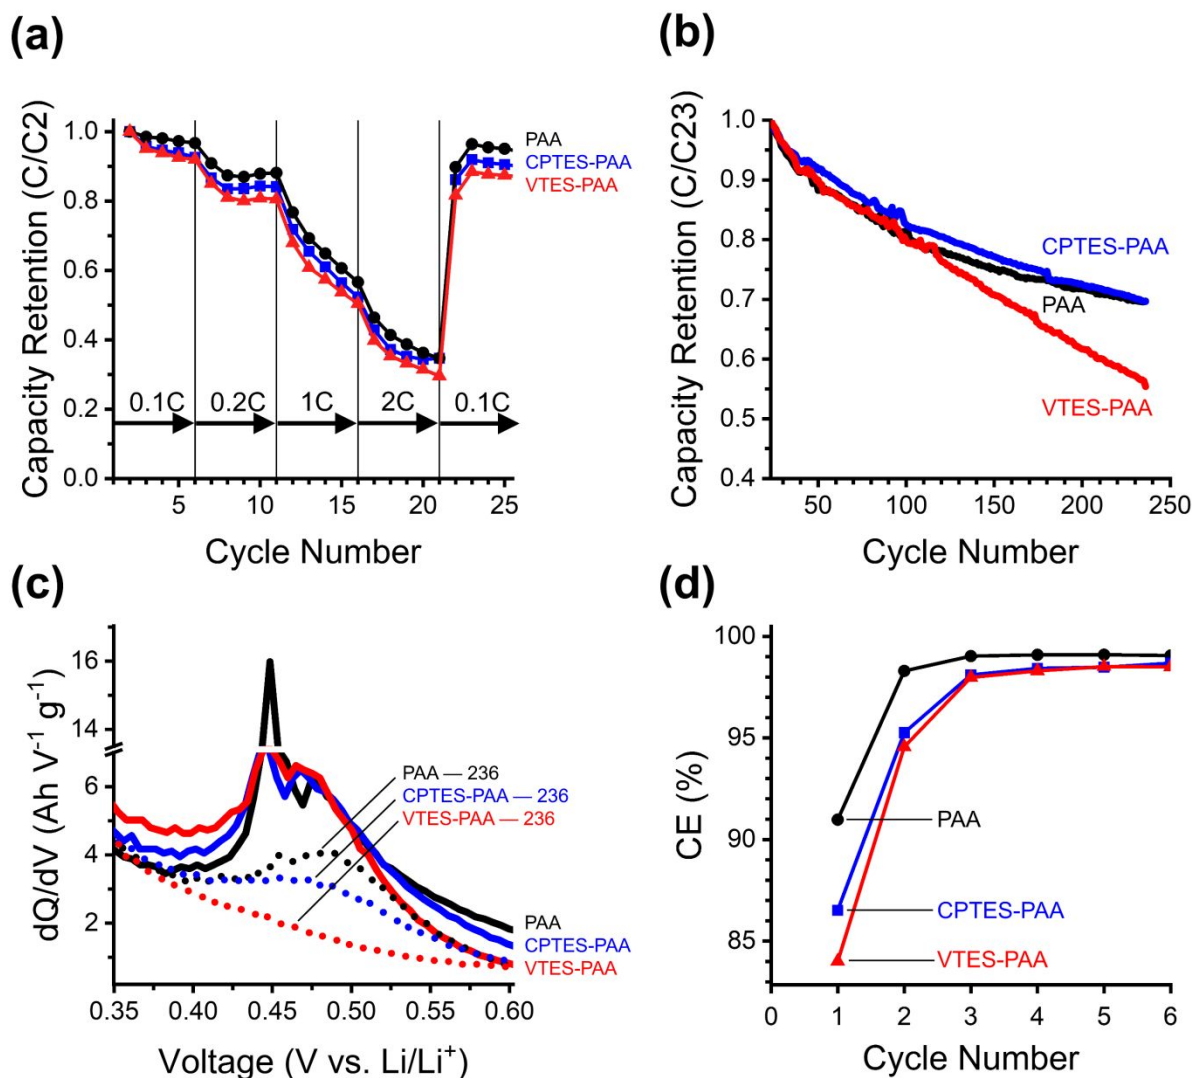 (a)
Capacity Retention (C/C2)
1.0
0.8
0.6
0.4
0.2
0.0
PAA
CPTES-PAA
VTES-PAA
0.1C 0.2C 1C 2C 0.1C
5 10 15 20 25
Cycle Number
(b)
Capacity Retention (C/C23)
1.0
0.9
0.8
0.7
0.6
0.5
0.4
CPTES-PAA
PAA
VTES-PAA
50 100 150 200 250
Cycle Number
(c)
dQ/dV (Ah V⁻¹ g⁻¹)
16
14
6
4
2
PAA — 236
CPTES-PAA — 236
VTES-PAA — 236
PAA
CPTES-PAA
VTES-PAA
0.35 0.40 0.45 0.50 0.55 0.60
Voltage (V vs. Li/Li⁺)
(d)
CE (%)
100
95
90
85
PAA
CPTES-PAA
VTES-PAA
0 1 2 3 4 5 6
Cycle Number